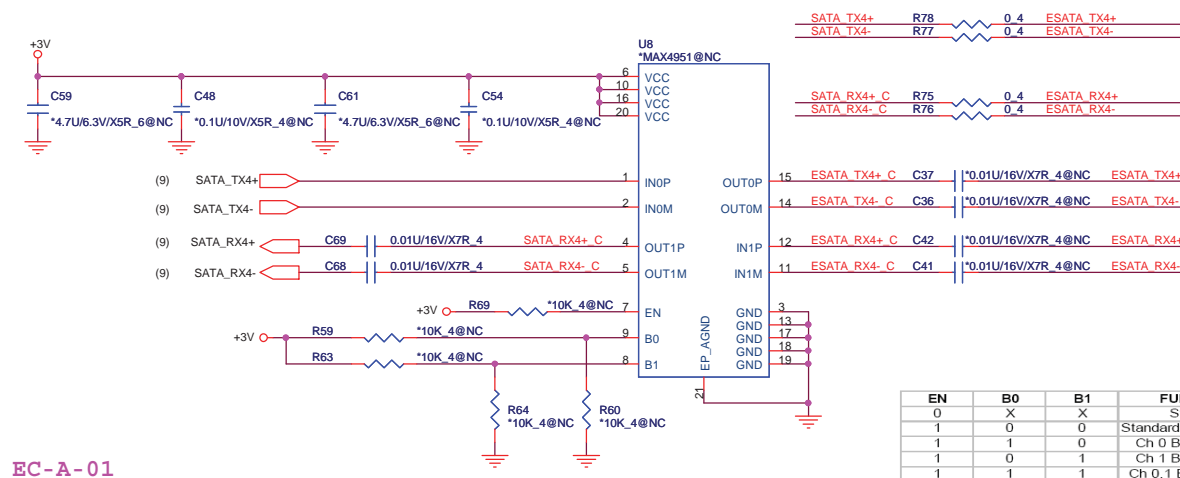 SATA_TX4+ R78 0_4 ESATA_TX4+
SATA_TX4- R77 0_4 ESATA_TX4-
SATA_RX4+_C R75 0_4 ESATA_RX4+
SATA_RX4-_C R76 0_4 ESATA_RX4-
+3V
C59
*4.7U/6.3V/X5R_6@NC
C48
*0.1U/10V/X5R_4@NC
C61
*4.7U/6.3V/X5R_6@NC
C54
*0.1U/10V/X5R_4@NC
U8
*MAX4951@NC
6 VCC
10 VCC
16 VCC
20 VCC
(9) SATA_TX4+ 1 IN0P
(9) SATA_TX4- 2 IN0M
(9) SATA_RX4+ C69 0.01U/16V/X7R_4 SATA_RX4+_C 4 OUT1P
(9) SATA_RX4- C68 0.01U/16V/X7R_4 SATA_RX4-_C 5 OUT1M
OUT0P 15 ESATA_TX4+_C C37 *0.01U/16V/X7R_4@NC ESATA_TX4+
OUT0M 14 ESATA_TX4-_C C36 *0.01U/16V/X7R_4@NC ESATA_TX4-
IN1P 12 ESATA_RX4+_C C42 *0.01U/16V/X7R_4@NC ESATA_RX4+
IN1M 11 ESATA_RX4-_C C41 *0.01U/16V/X7R_4@NC ESATA_RX4-
+3V R69 *10K_4@NC 7 EN
+3V R59 *10K_4@NC 9 B0
R63 *10K_4@NC 8 B1
GND 3
GND 13
GND 17
GND 18
GND 19
EP_AGND
21
R64
*10K_4@NC
R60
*10K_4@NC
EN B0 B1 FU
0 X X S
1 0 0 Standard
1 1 0 Ch 0 B
1 0 1 Ch 1 B
1 1 1 Ch 0,1
EC-A-01